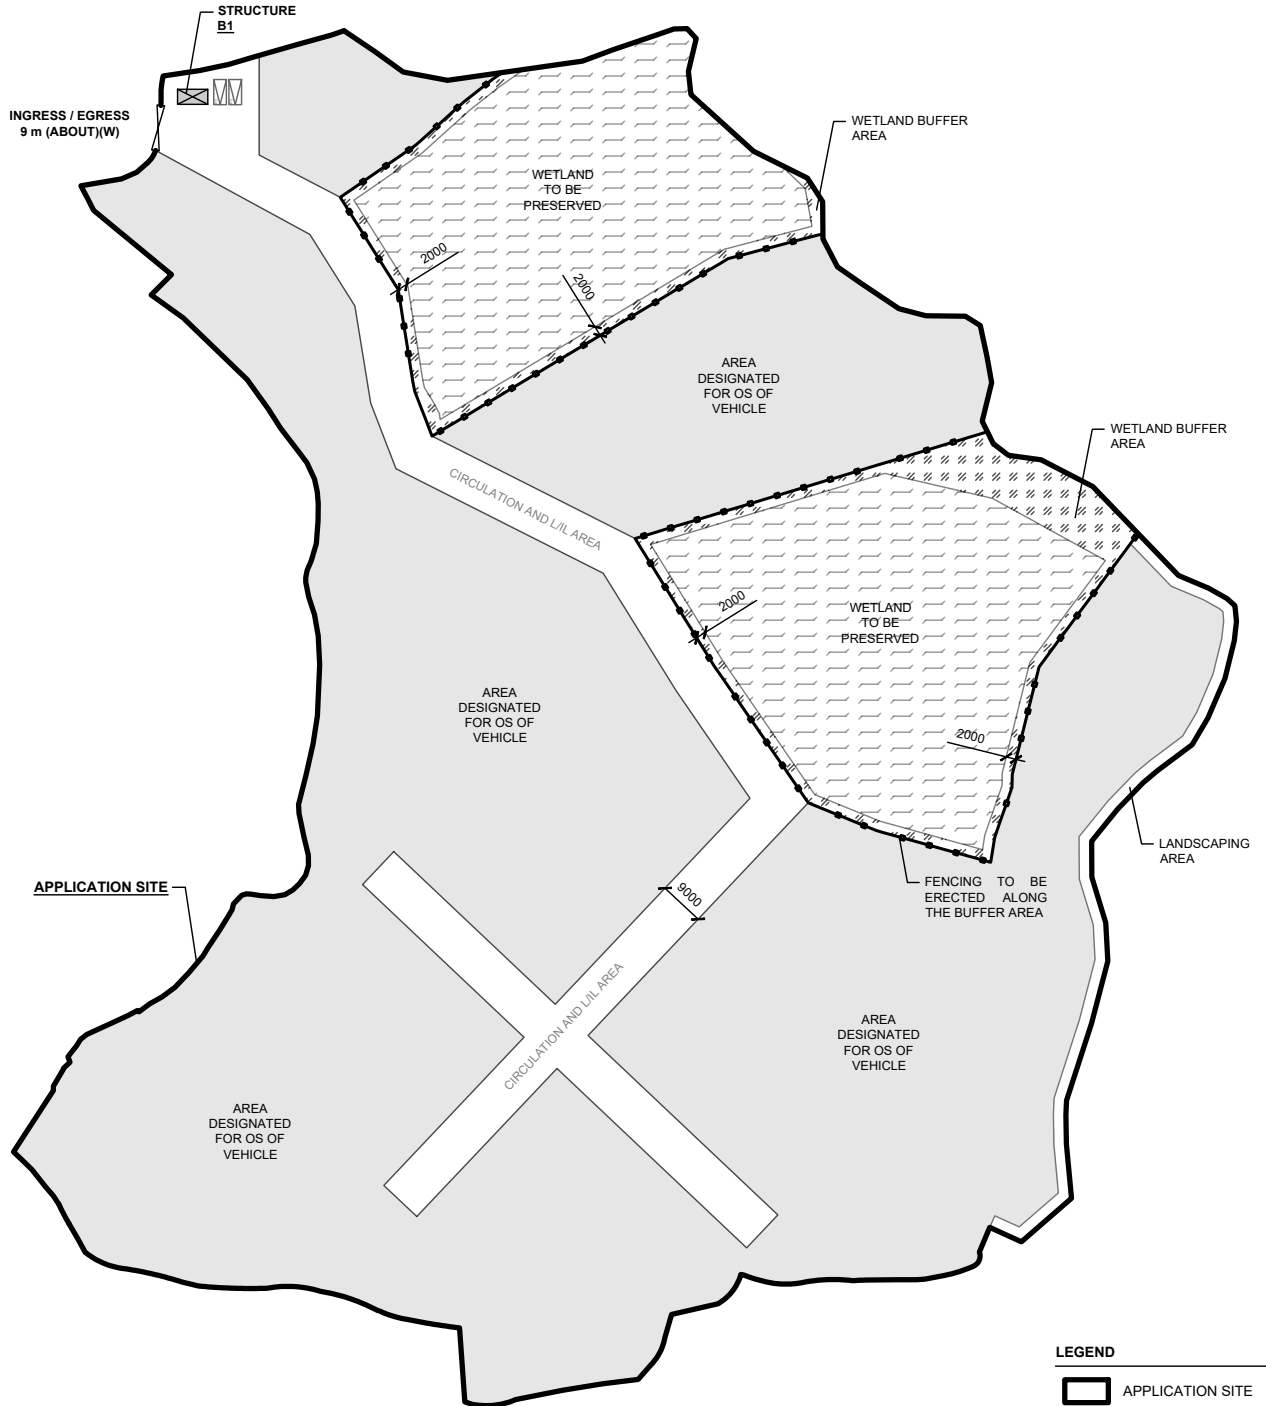 STRUCTURE
B1
INGRESS / EGRESS
9 m (ABOUT)(W)
WETLAND BUFFER
AREA
WETLAND
TO BE
PRESERVED
2000
2000
AREA
DESIGNATED
FOR OS OF
VEHICLE
WETLAND BUFFER
AREA
CIRCULATION AND L/IL AREA
2000
WETLAND
TO BE
PRESERVED
AREA
DESIGNATED
FOR OS OF
VEHICLE
2000
LANDSCAPING
AREA
APPLICATION SITE
FENCING TO BE
ERECTED ALONG
THE BUFFER AREA
9000
CIRCULATION AND L/IL AREA
AREA
DESIGNATED
FOR OS OF
VEHICLE
AREA
DESIGNATED
FOR OS OF
VEHICLE
LEGEND
APPLICATION SITE